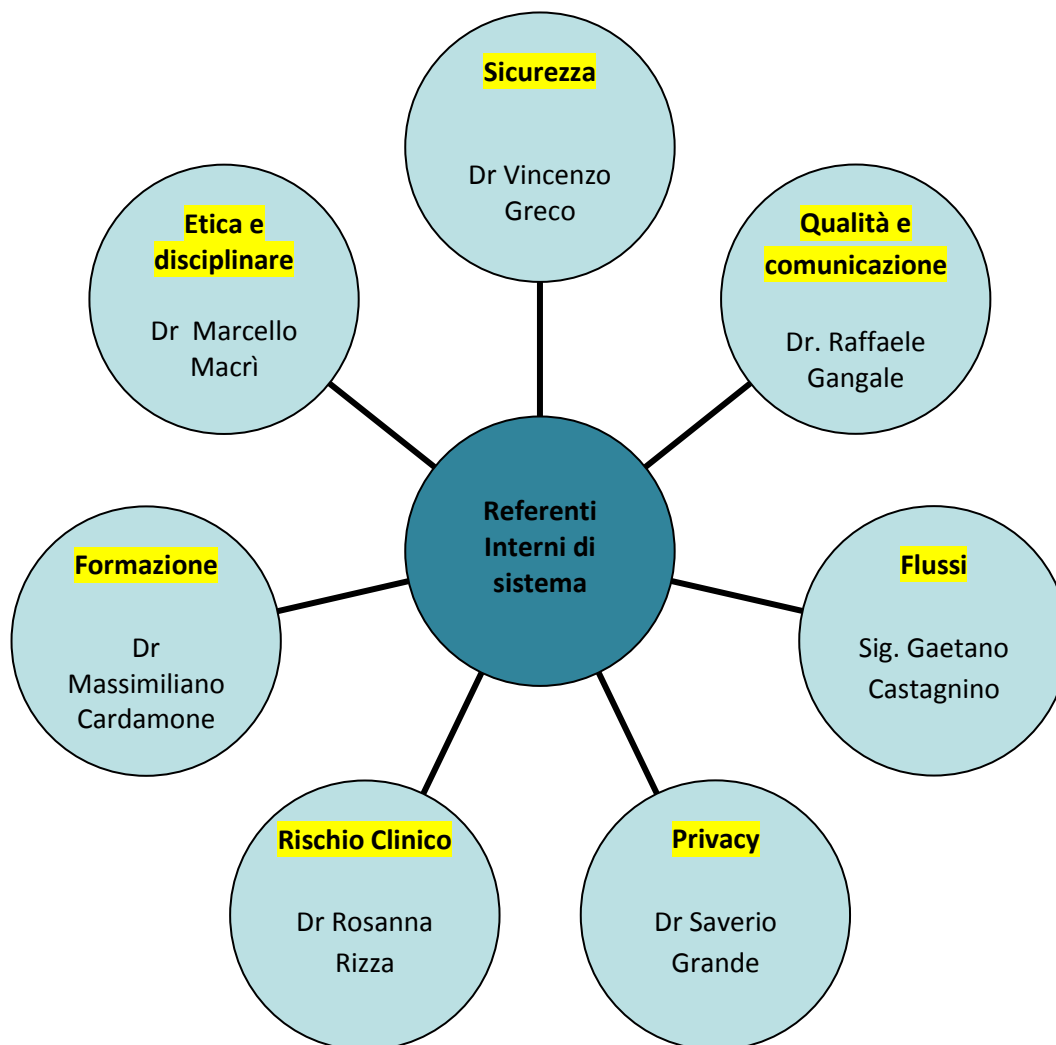 Sicurezza
Dr Vincenzo
Greco
Etica e
disciplinare
Dr  Marcello
Macrì
Qualità e
comunicazione
Dr. Raffaele
Gangale
Referenti
Interni di
sistema
Formazione
Dr
Massimiliano
Cardamone
Flussi
Sig. Gaetano
Castagnino
Rischio Clinico
Dr Rosanna
Rizza
Privacy
Dr Saverio
Grande